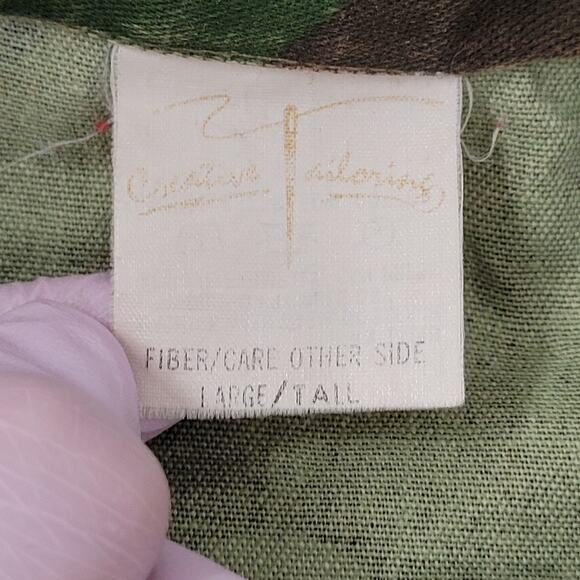 Creative Tailoring
FIBER/CARE OTHER SIDE
LARGE/TALL